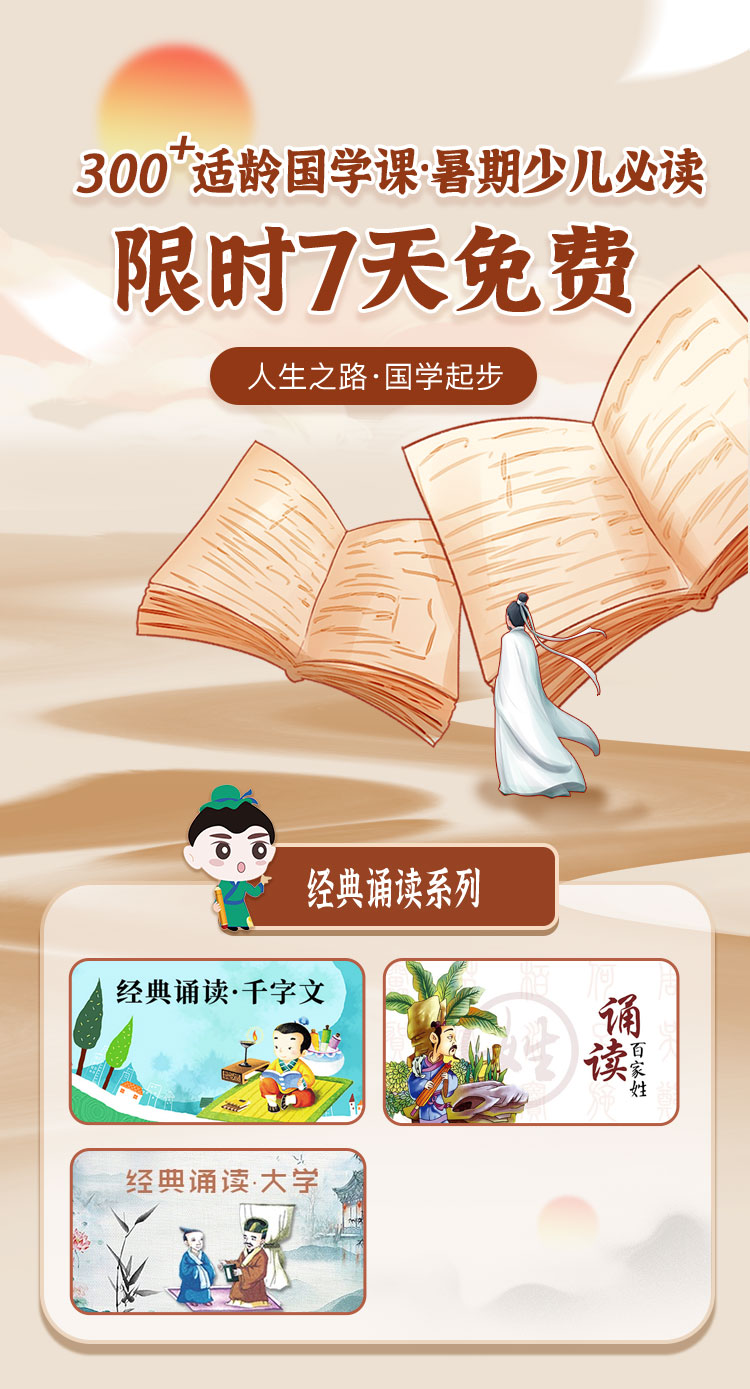 300+适龄国学课·暑期少儿必读
限时7天免费
人生之路·国学起步
经典诵读系列
经典诵读·千字文
姓
诵读
百家姓
经典诵读·大学